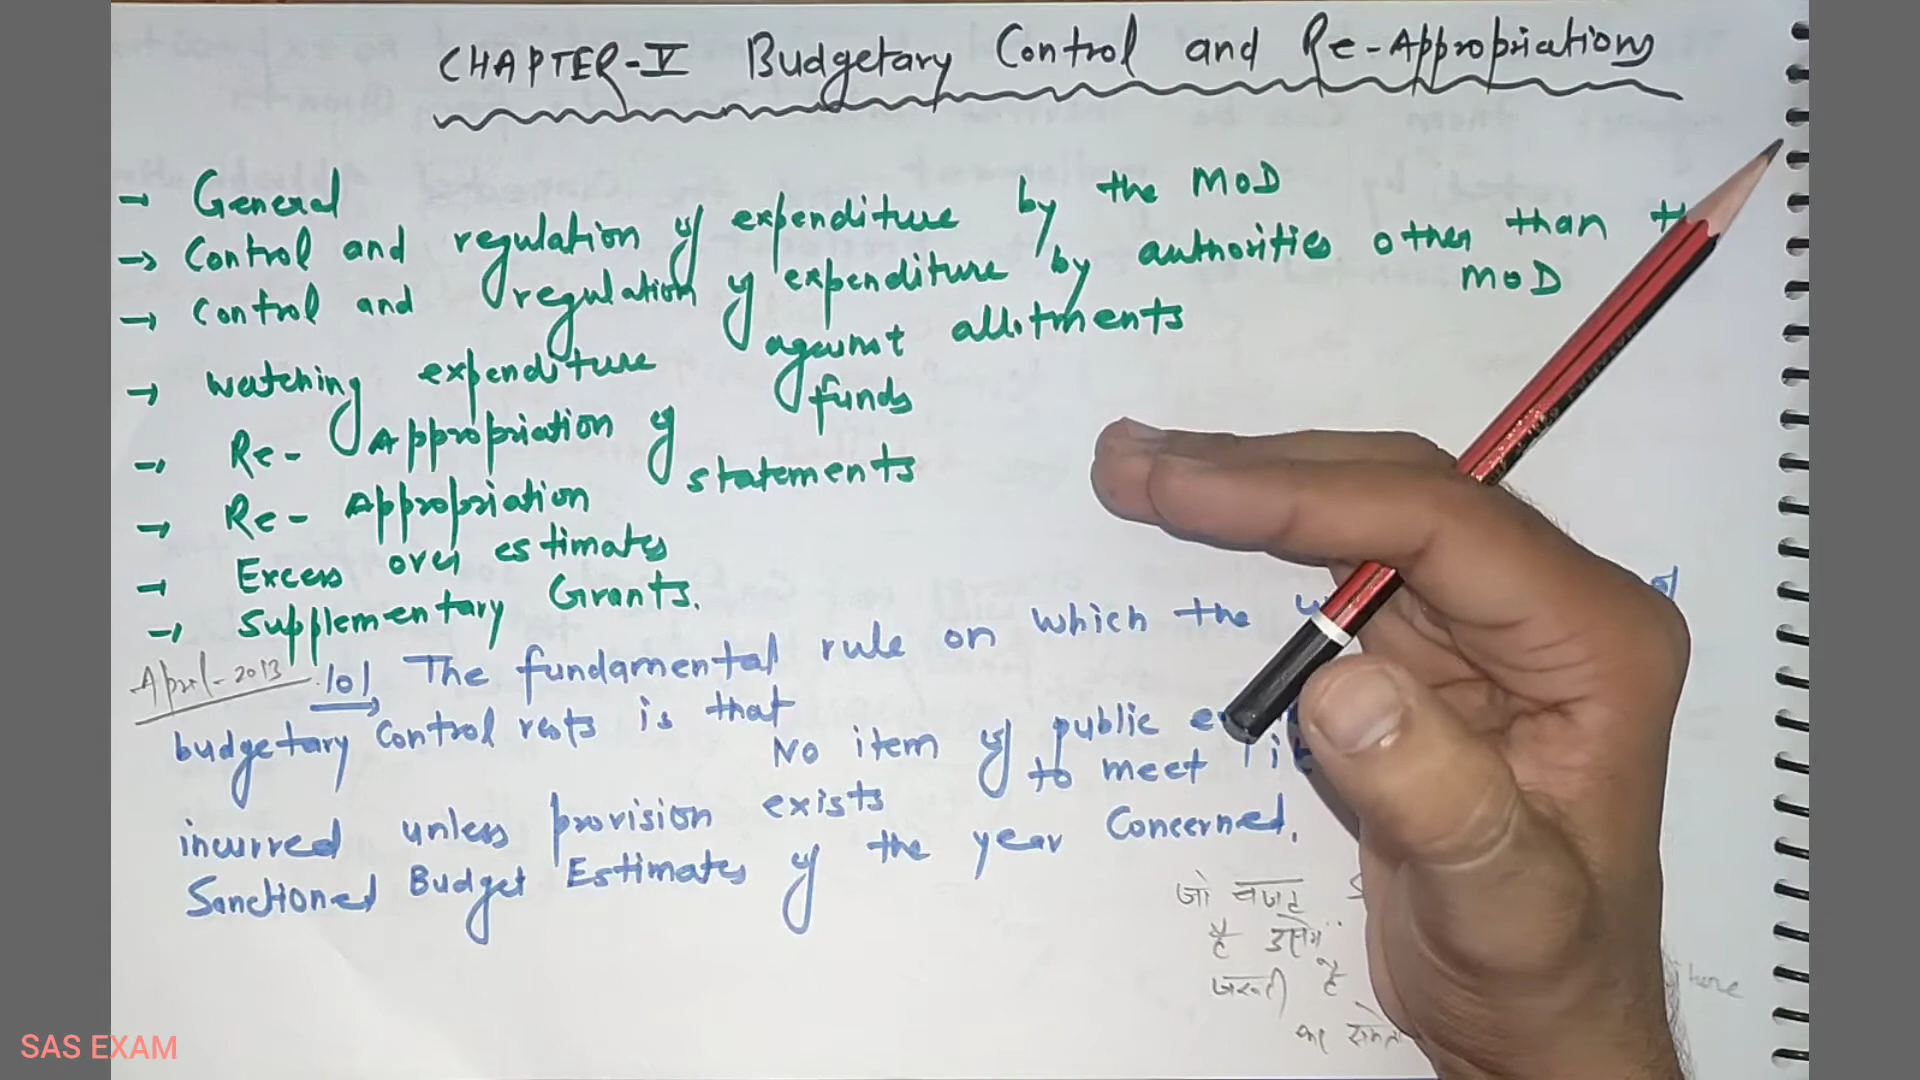 CHAPTER-V Budgetary Control and Re-Appropriations
→ General
→ Control and regulation of expenditure by the MoD
→ Control and regulation of expenditure by authorities other than
MoD
→ Watching expenditure against allotments
→ Re-Appropriation of funds
→ Re-Appropriation statements
→ Excess over estimates
→ Supplementary Grants.
April-2013 101 The fundamental rule on which the
budgetary Control rests is that
No item of public
incurred unless provision exists to meet it
Sanctioned Budget Estimates of the year Concerned.
जो बजट
है उसमें
जरूरी है
का
SAS EXAM